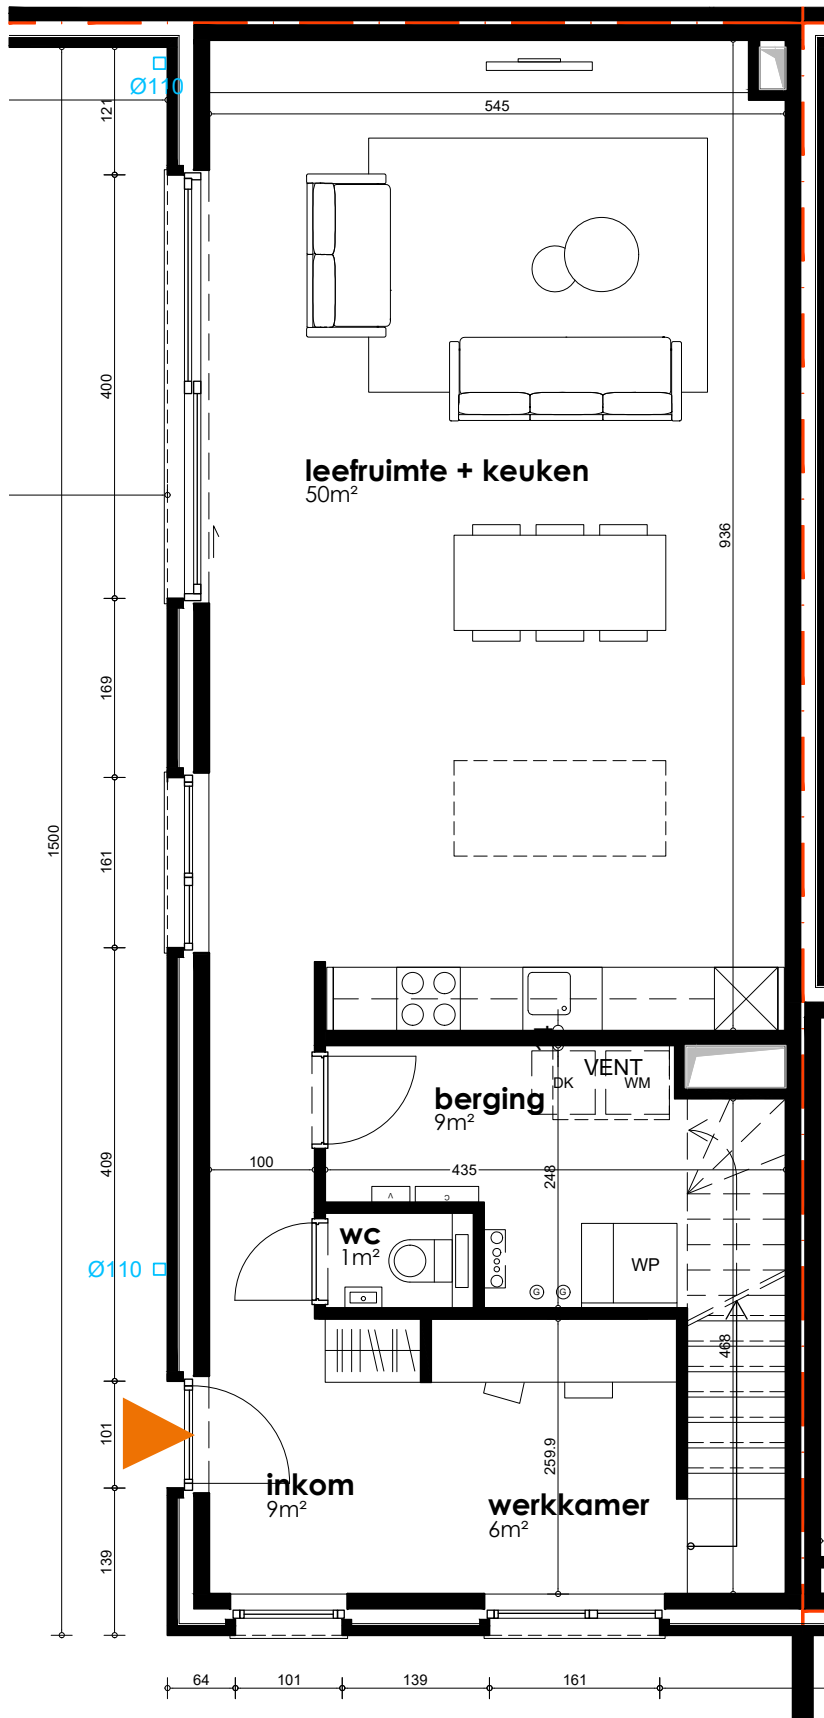 Ø110
121
545
400
leefruimte + keuken
50m²
936
169
1500
161
VENT
DK
WM
berging
9m²
409
100
435
248
wc
1m²
Ø110
WP
G
G
468
101
259.9
inkom
9m²
werkkamer
6m²
139
64
101
139
161